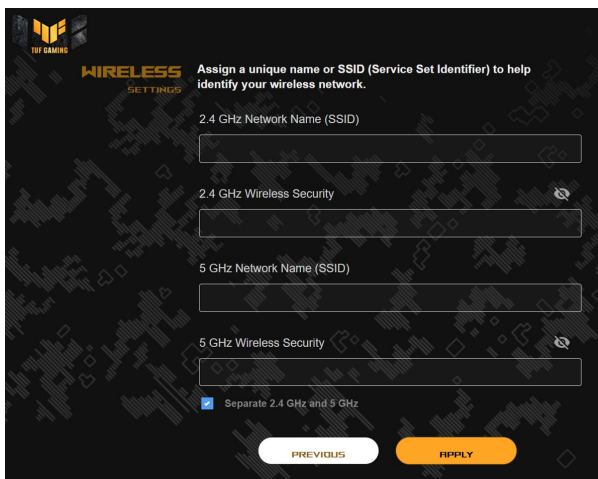 TUF GAMING
WIRELESS
SETTINGS
Assign a unique name or SSID (Service Set Identifier) to help
identify your wireless network.
2.4 GHz Network Name (SSID)
2.4 GHz Wireless Security
5 GHz Network Name (SSID)
5 GHz Wireless Security
Separate 2.4 GHz and 5 GHz
PREVIOUS
APPLY